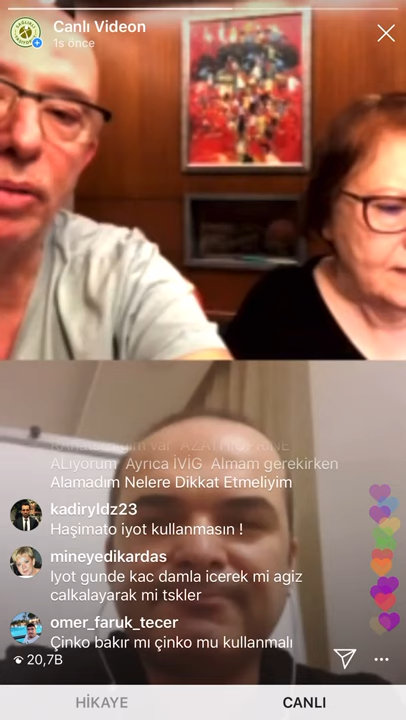 Canlı Videon
1s önce
ALıyorum Ayrıca İVİG Almam gerekirken
Alamadım Nelere Dikkat Etmeliyim
kadiryldz23
Haşimato iyot kullanmasın !
mineyedikardas
Iyot gunde kac damla icerek mi agiz
calkalayarak mi tskler
omer_faruk_tecer
Çinko bakır mı çinko mu kullanmalı
20,7B
HİKAYE
CANLI